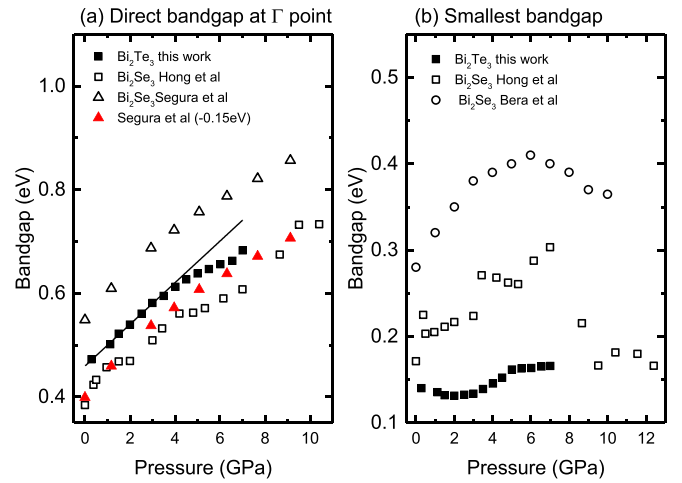 (a) Direct bandgap at Γ point
Bi2Te3 this work
Bi2Se3 Hong et al
Bi2Se3Segura et al
Segura et al (-0.15eV)
1.0
0.8
0.6
0.4
Bandgap (eV)
0 2 4 6 8 10
Pressure (GPa)
(b) Smallest bandgap
Bi2Te3 this work
Bi2Se3 Hong et al
Bi2Se3 Bera et al
0.5
0.4
0.3
0.2
0.1
Bandgap (eV)
0 2 4 6 8 10 12
Pressure (GPa)